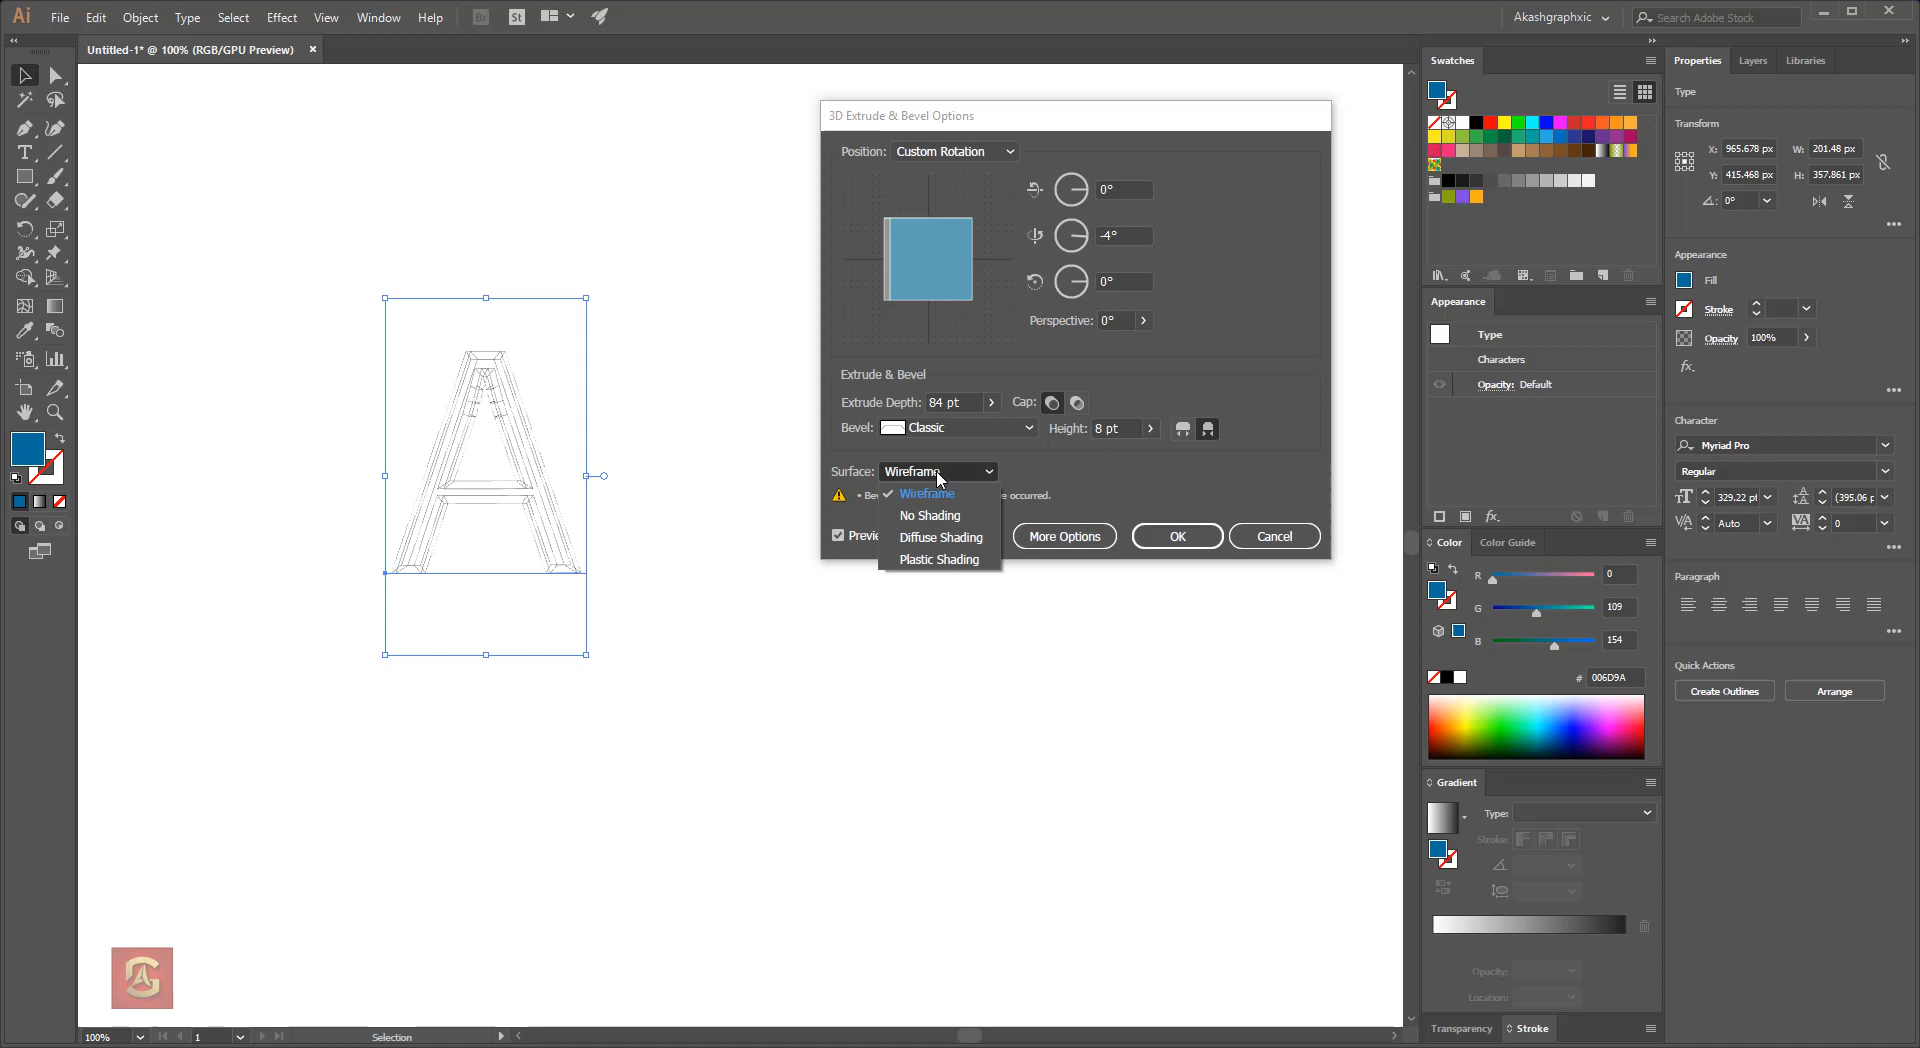 Ai File Edit Object Type Select Effect View Window Help Br St Akashgraphxic Search Adobe Stock
Untitled-1* @ 100% (RGB/GPU Preview)
3D Extrude & Bevel Options
Position: Custom Rotation
0°
-4°
0°
Perspective: 0°
Extrude & Bevel
Extrude Depth: 84 pt Cap:
Bevel: Classic Height: 8 pt
Surface: Wireframe
Wireframe
occurred.
No Shading
Diffuse Shading
Plastic Shading
More Options OK Cancel
Swatches
Appearance
Type
Characters
Opacity: Default
Color Color Guide
R 0
G 109
B 154
# 006D9A
Gradient
Type:
Stroke:
Opacity:
Location:
Transparency Stroke
Properties Layers Libraries
Type
Transform
X: 965.678 px W: 201.48 px
Y: 415.468 px H: 357.861 px
0°
Appearance
Fill
Stroke
Opacity 100%
fx
Character
Myriad Pro
Regular
329.22 pt (395.06 p
Auto 0
Paragraph
Quick Actions
Create Outlines Arrange
A
G
100% 1 Selection